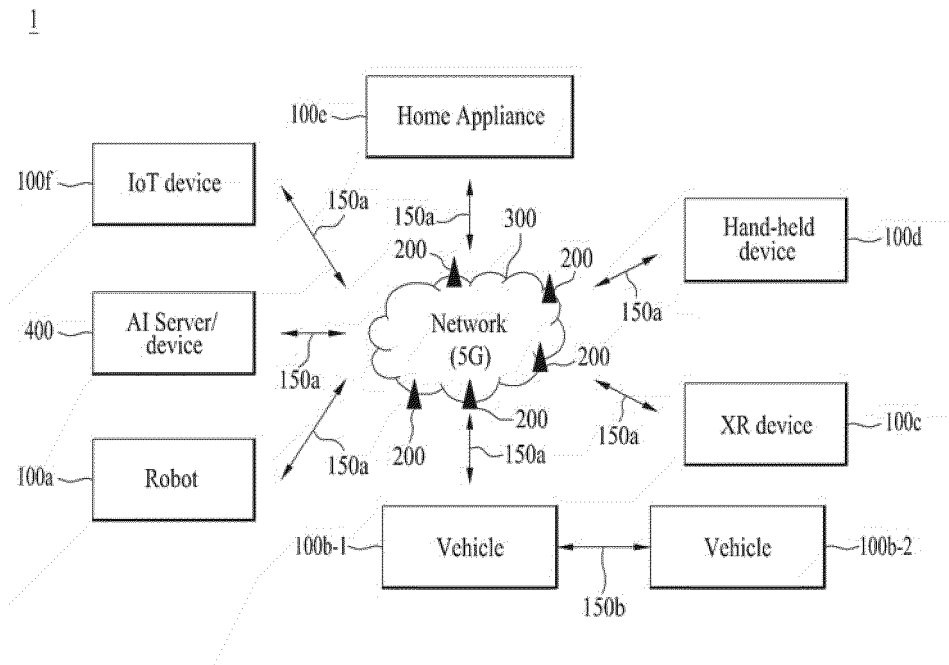 1
100e
Home Appliance
100f
IoT device
150a
150a
300
200
200
Hand-held
device
100d
150a
400
AI Server/
device
150a
Network
(5G)
200
200
200
150a
XR device
100c
100a
Robot
150a
150a
100b-1
Vehicle
Vehicle
100b-2
150b